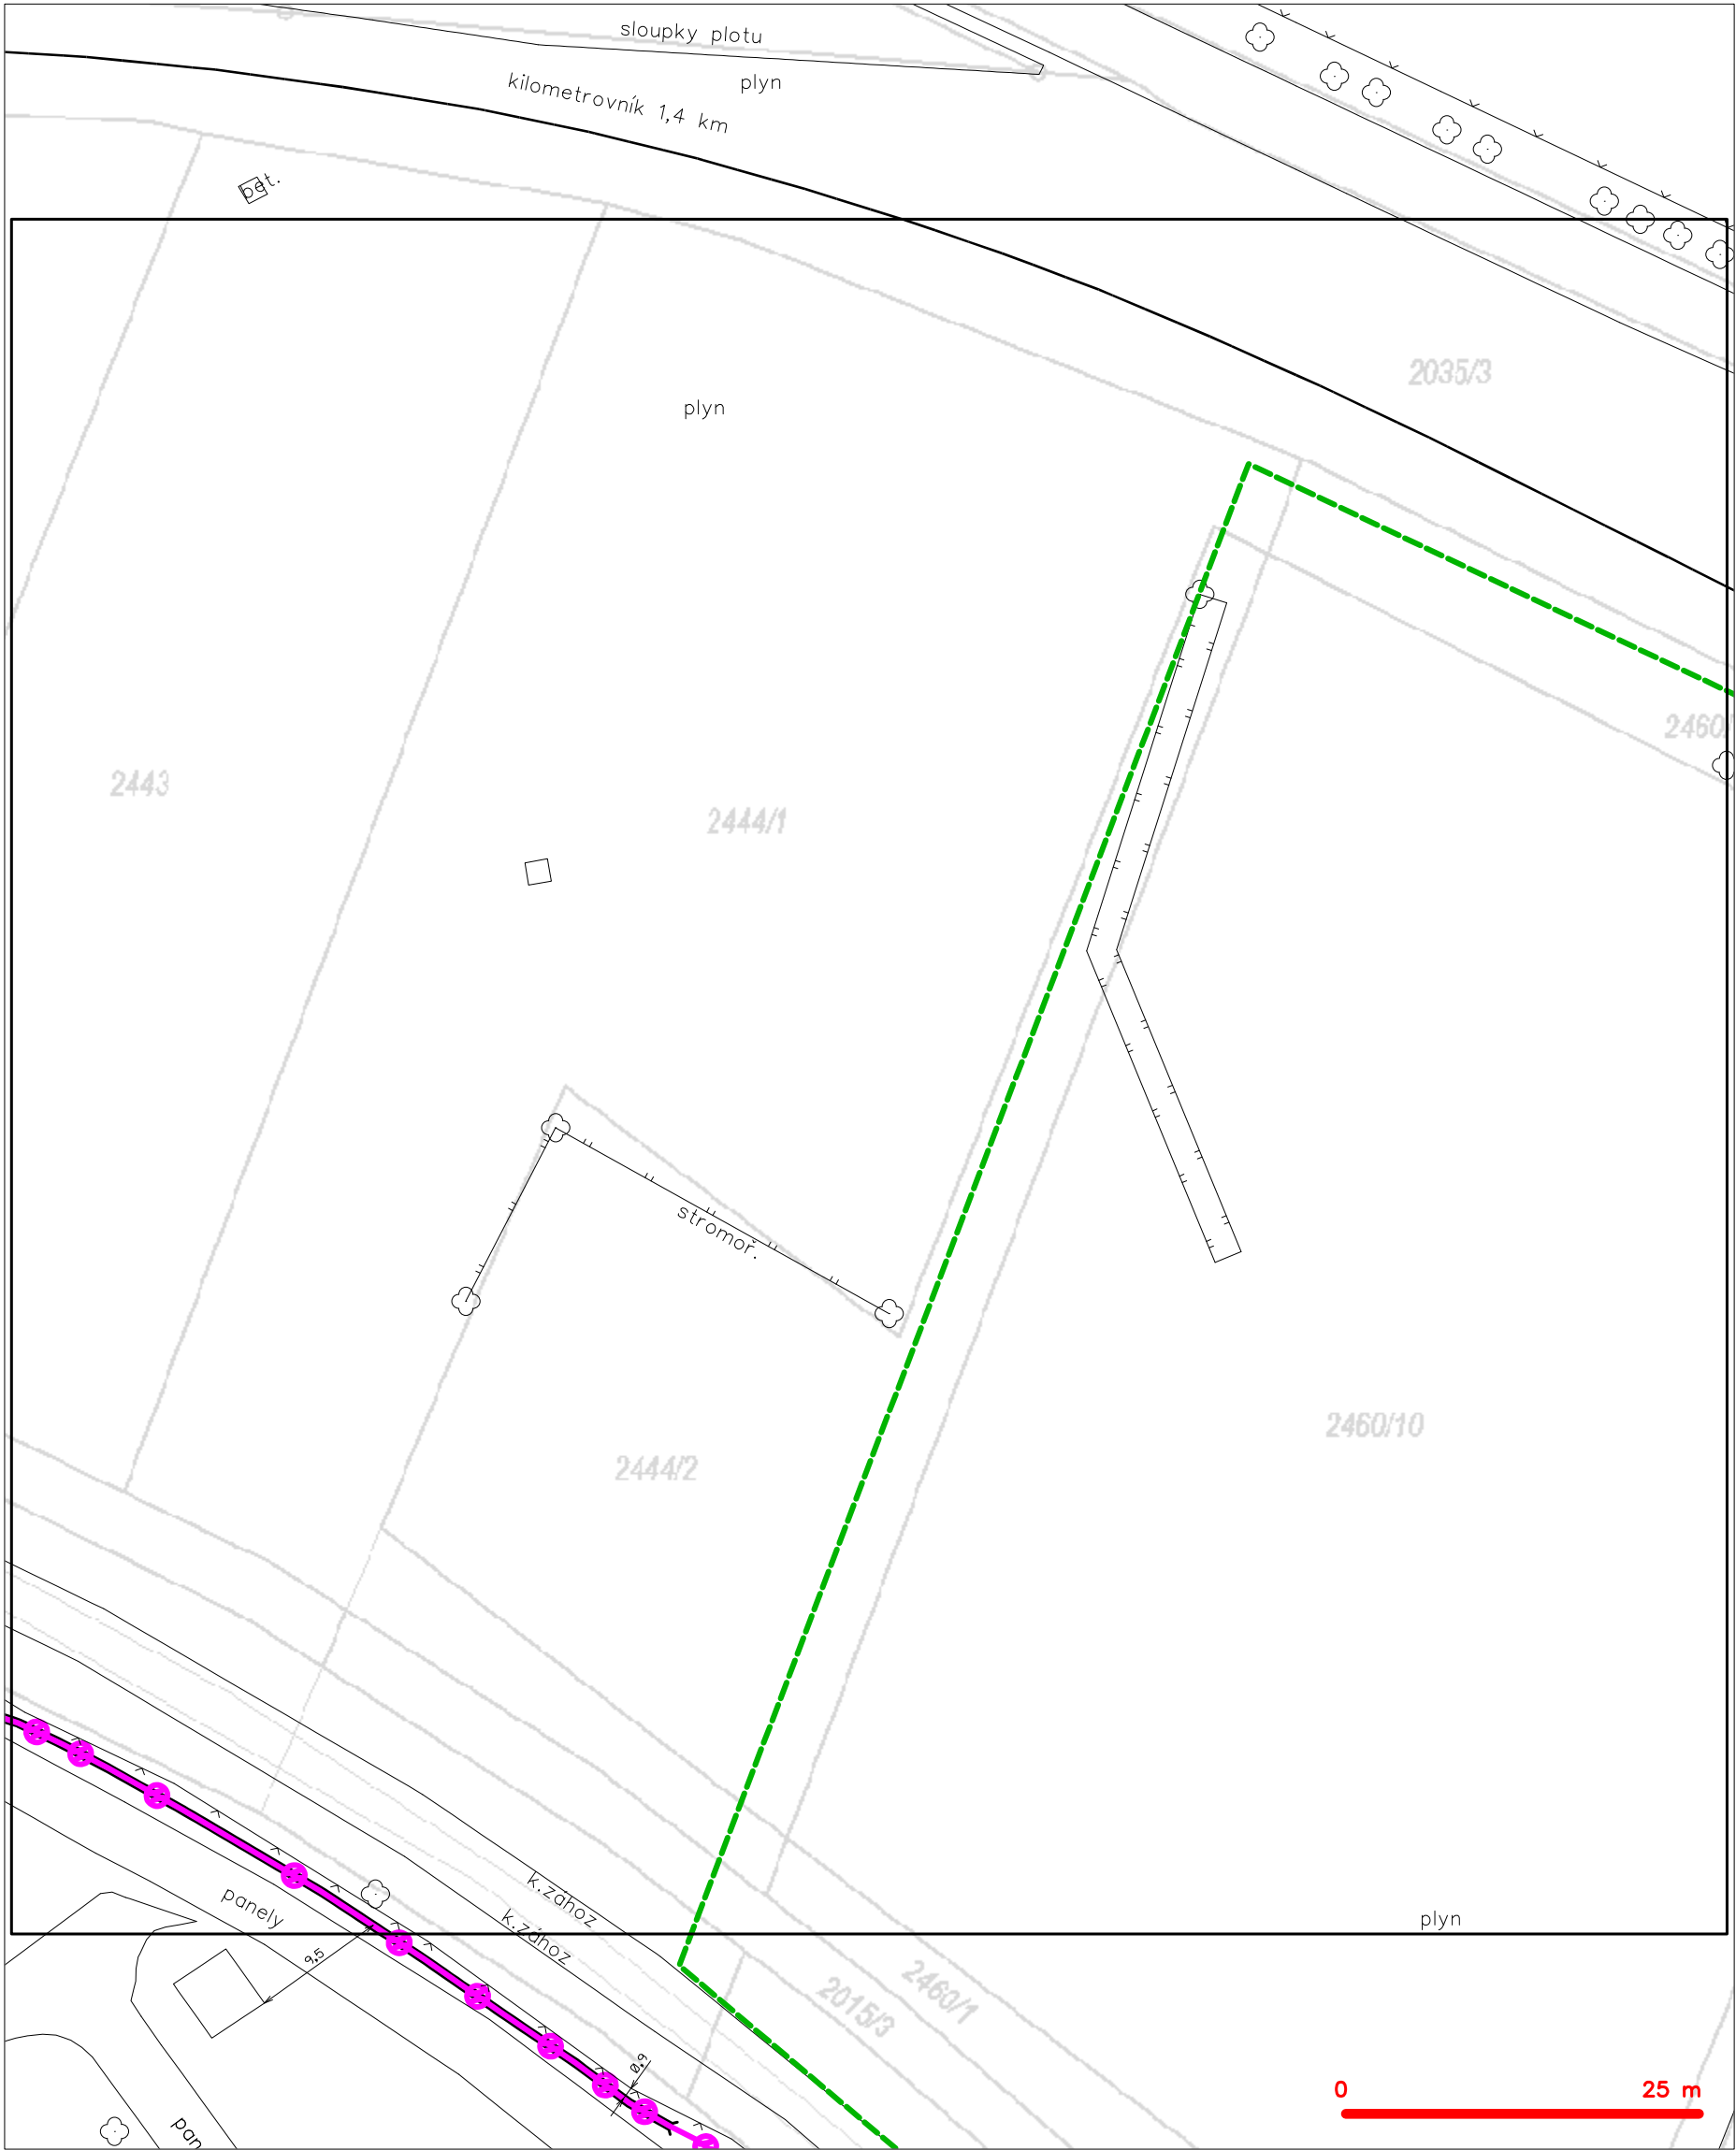 sloupky plotu
plyn
kilometrovník 1,4 km
bet.
2035/3
plyn
2460/
2443
2444/1
stromoř.
2460/10
2444/2
k.zához
k.zához
panely
plyn
9,5
2460/1
2015/3
0,9
0
25 m
pan